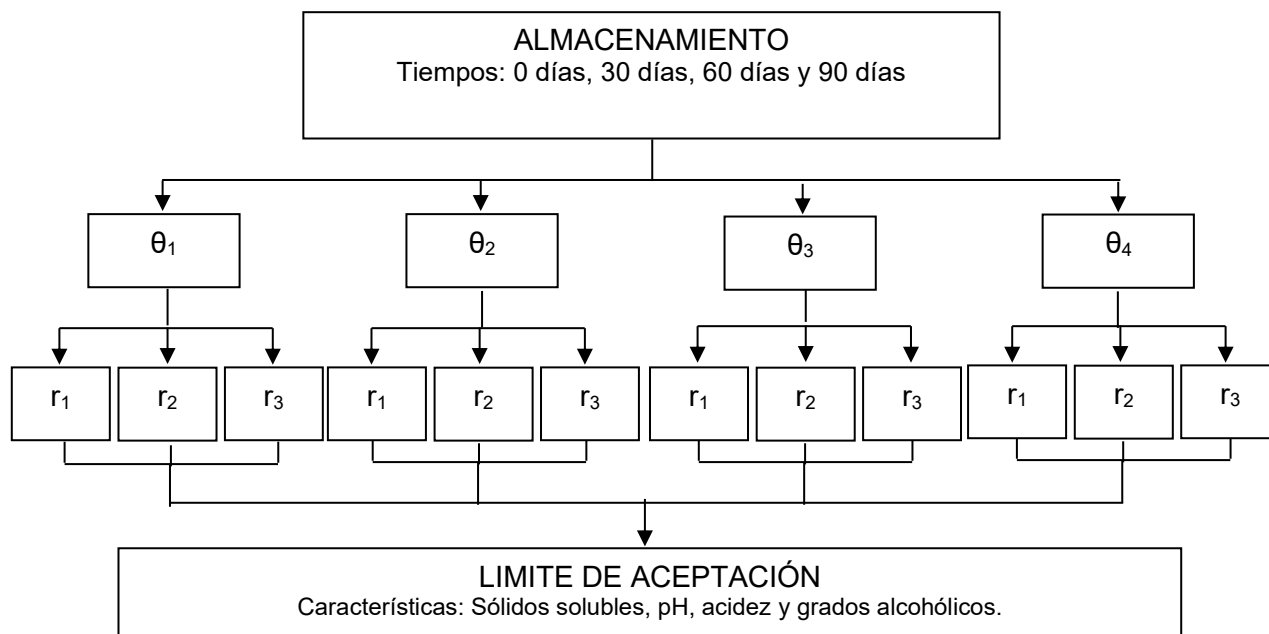 ALMACENAMIENTO
Tiempos: 0 días, 30 días, 60 días y 90 días
θ₁ θ₂ θ₃ θ₄
r₁ r₂ r₃ r₁ r₂ r₃ r₁ r₂ r₃ r₁ r₂ r₃
LIMITE DE ACEPTACIÓN
Características: Sólidos solubles, pH, acidez y grados alcohólicos.